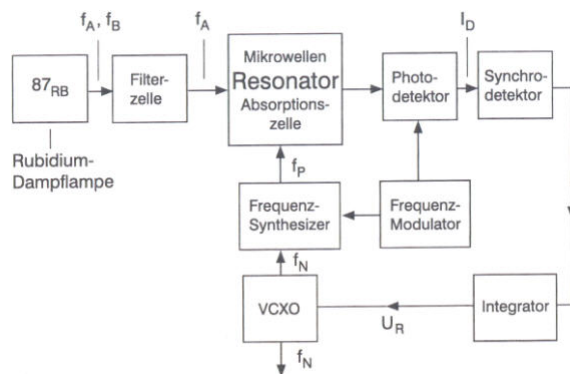 f_A, f_B
f_A
I_D
87_RB
Filter-
zelle
Mikrowellen
Resonator
Absorptions-
zelle
Photo-
detektor
Synchro-
detektor
Rubidium-
Dampflampe
f_P
Frequenz-
Synthesizer
Frequenz-
Modulator
f_N
VCXO
U_R
Integrator
f_N